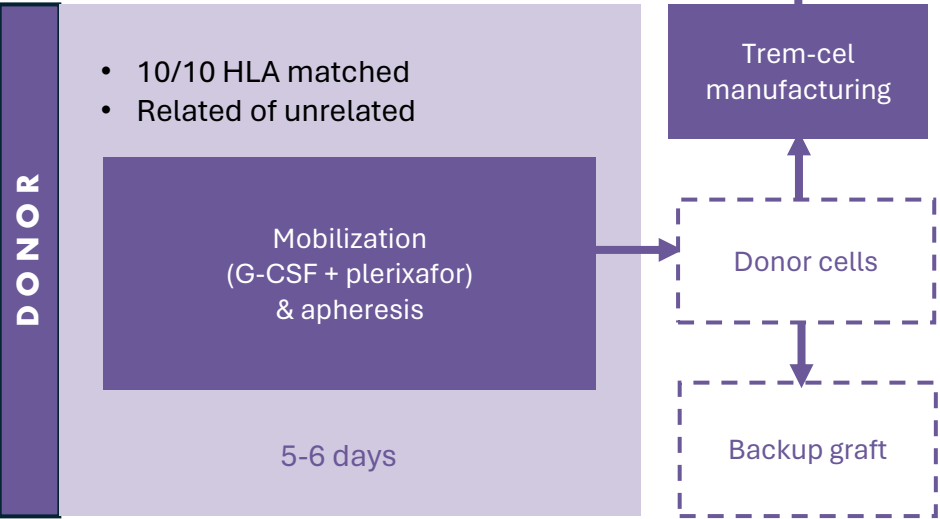 DONOR
• 10/10 HLA matched
• Related of unrelated
Mobilization
(G-CSF + plerixafor)
& apheresis
5-6 days
Trem-cel
manufacturing
Donor cells
Backup graft